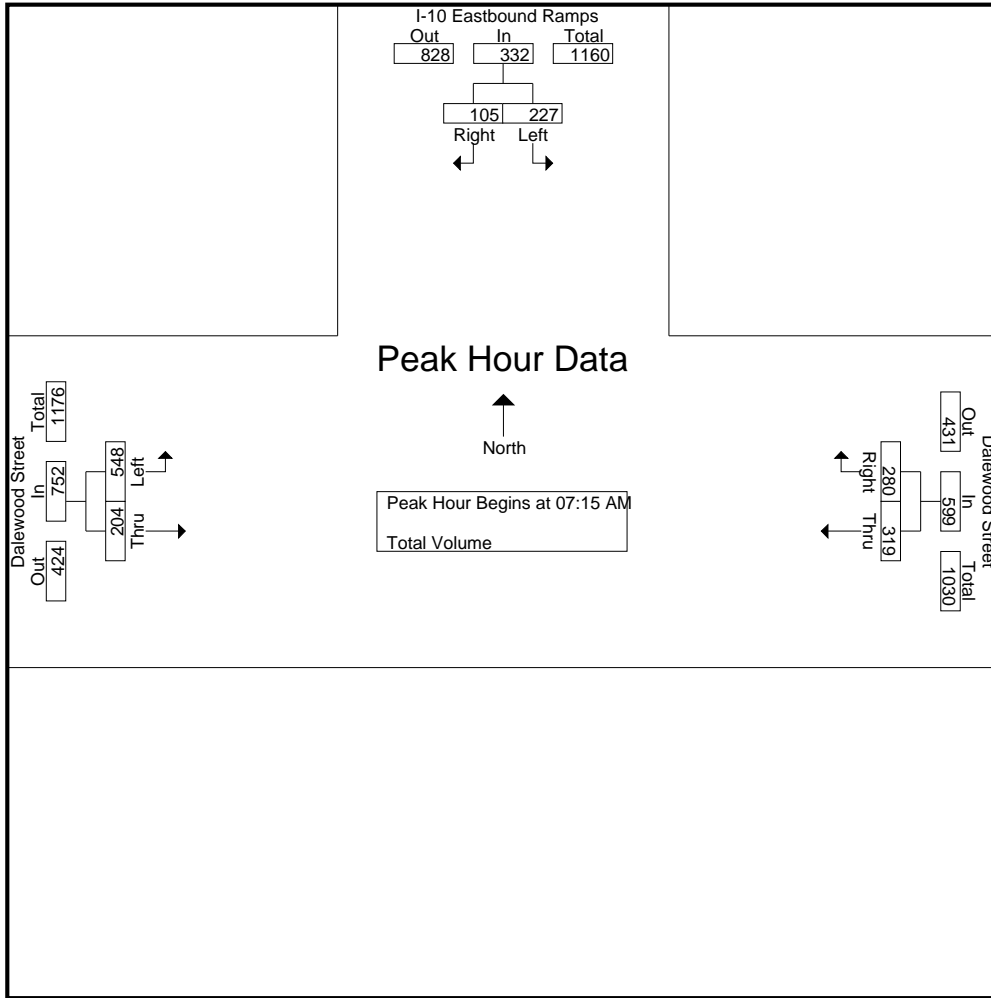 I-10 Eastbound Ramps
Out In Total
828 332 1160
105 227
Right Left
Peak Hour Data
North
Peak Hour Begins at 07:15 AM
Total Volume
Dalewood Street
Out In Total
424 752 1176
204 548
Thru Left
Dalewood Street
Out In Total
431 599 1030
280 319
Right Thru